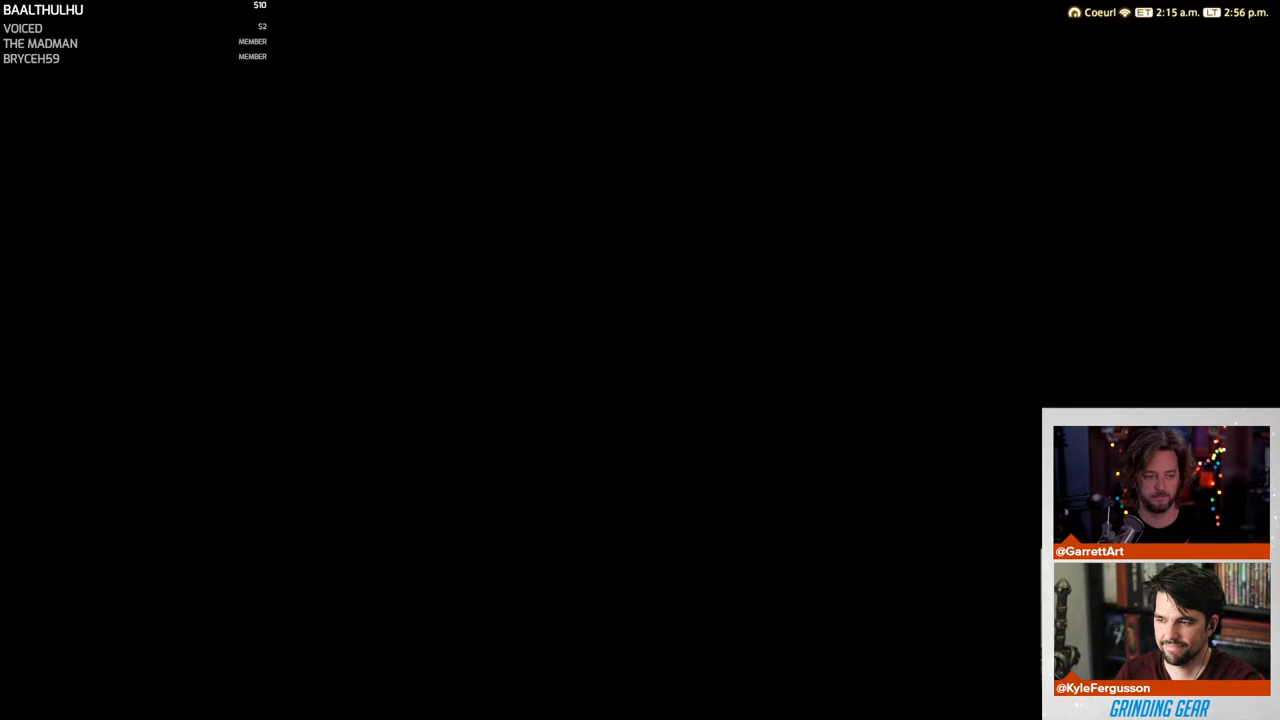 BAALTHULHU $10
VOICED $2
THE MADMAN MEMBER
BRYCEH59 MEMBER
Coeurl ET 2:15 a.m. LT 2:56 p.m.
@GarrettArt
@KyleFergusson
GRINDING GEAR